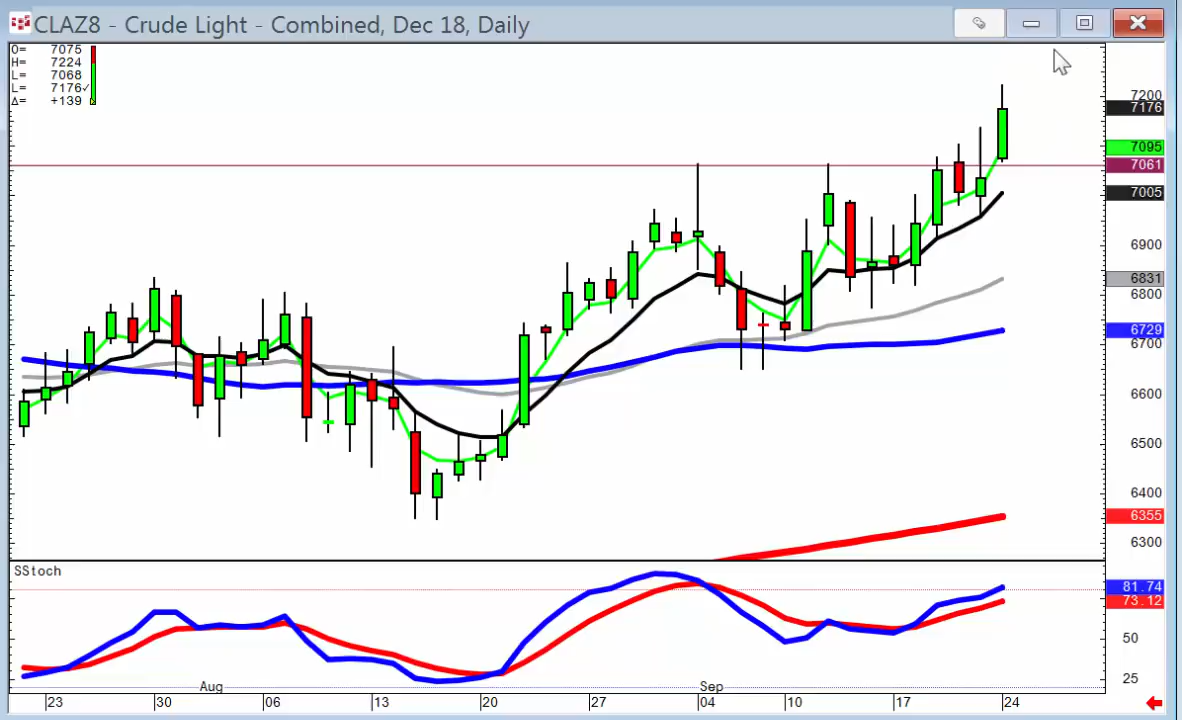 CLAZ8 - Crude Light - Combined, Dec 18, Daily
O= 7075
H= 7224
L= 7068
L= 7176✓
Δ= +139
7200
7176
7095
7061
7005
6900
6831
6800
6729
6700
6600
6500
6400
6355
6300
SStoch
81.74
73.12
50
25
Aug Sep
23 30 06 13 20 27 04 10 17 24